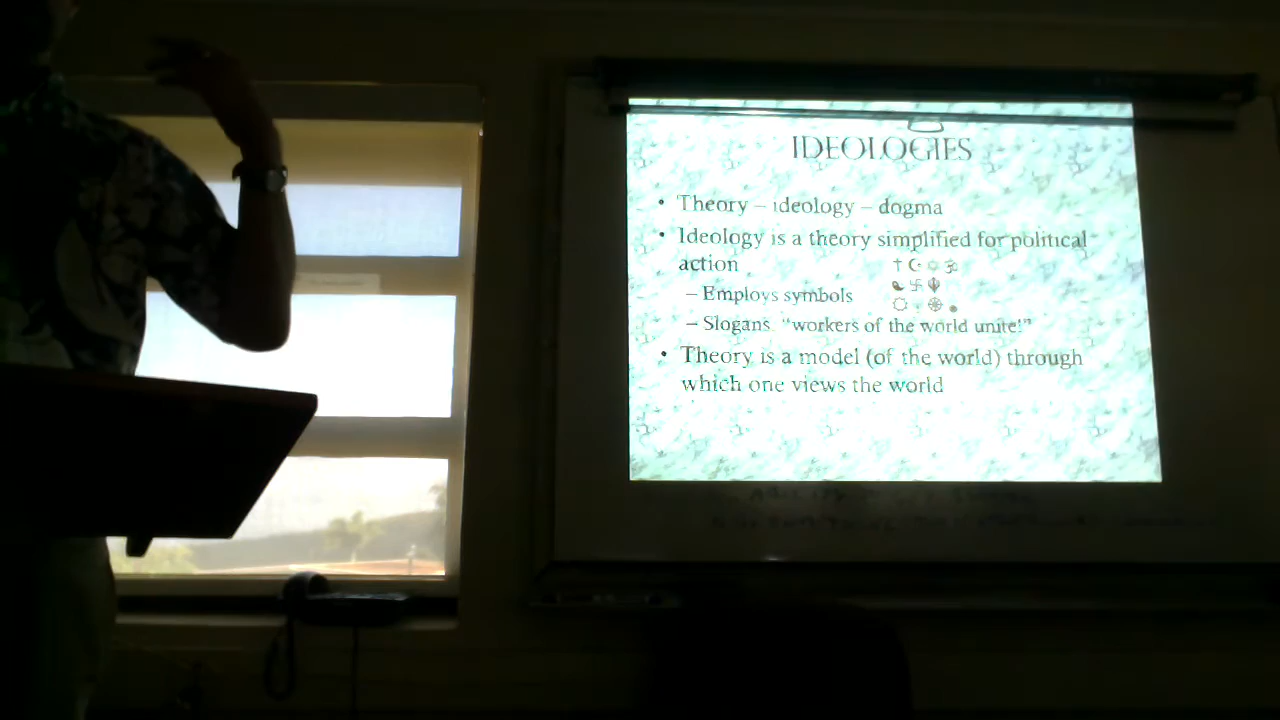 IDEOLOGIES
• Theory – ideology – dogma
• Ideology is a theory simplified for political
action
– Employs symbols
– Slogans "workers of the world unite!"
• Theory is a model (of the world) through
which one views the world